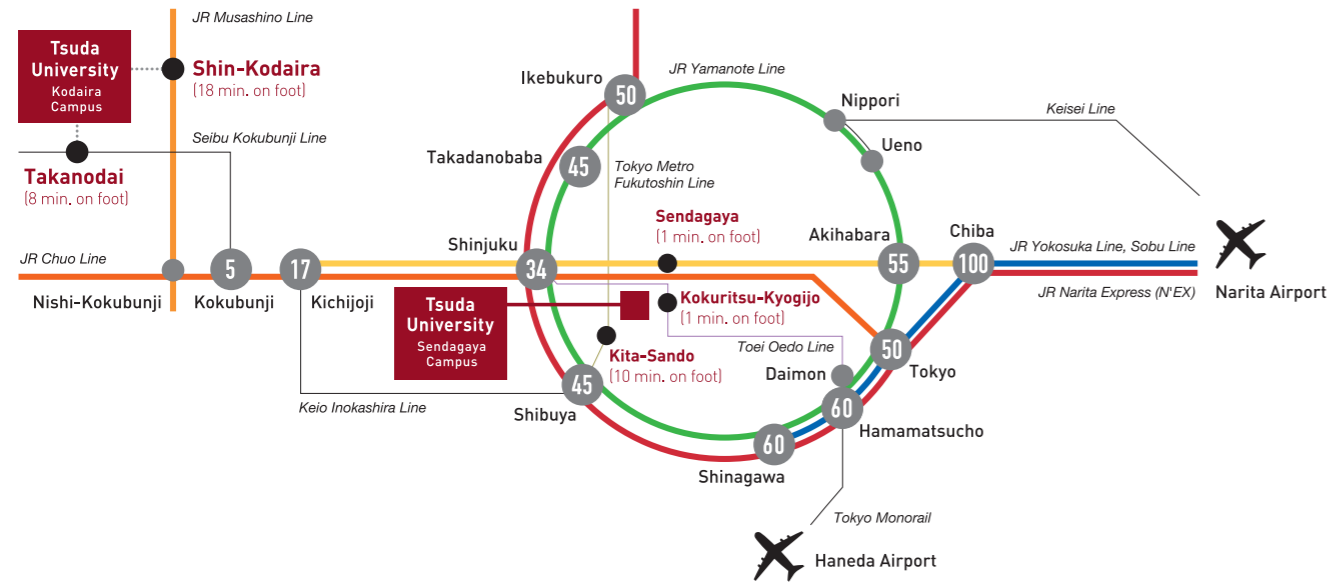 JR Musashino Line
Tsuda
University
Kodaira
Campus
Shin-Kodaira
(18 min. on foot)
Seibu Kokubunji Line
Takanodai
(8 min. on foot)
JR Chuo Line
Nishi-Kokubunji
5
Kokubunji
17
Kichijoji
Keio Inokashira Line
Ikebukuro
50
JR Yamanote Line
Takadanobaba
45
Tokyo Metro
Fukutoshin Line
Nippori
Ueno
Keisei Line
Shinjuku
34
Sendagaya
(1 min. on foot)
Akihabara
55
Chiba
100
JR Yokosuka Line, Sobu Line
JR Narita Express (N'EX)
Narita Airport
Tsuda
University
Sendagaya
Campus
Kokuritsu-Kyogijo
(1 min. on foot)
Toei Oedo Line
Kita-Sando
(10 min. on foot)
Daimon
50
Tokyo
45
Shibuya
60
Hamamatsucho
60
Shinagawa
Tokyo Monorail
Haneda Airport